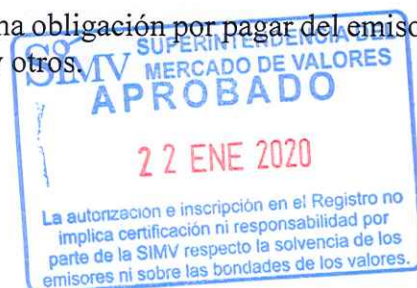 na obligación por pagar del emiso
y otros.
SIMV SUPERINTENDENCIA DEL
MERCADO DE VALORES
APROBADO
22 ENE 2020
La autorización e inscripción en el Registro no
implica certificación ni responsabilidad por
parte de la SIMV respecto la solvencia de los
emisores ni sobre las bondades de los valores.